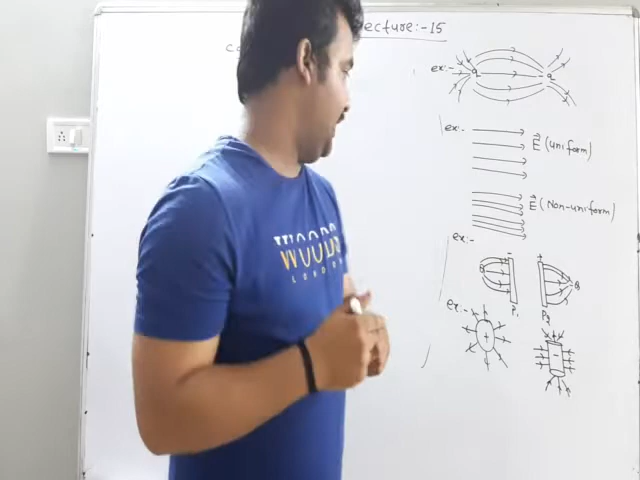 ecture:-15
ex:-
ex:-
E (uniform)
E (Non-uniform)
ex:-
- +
P₁ P₂
ex:-
+ -
WOODS
LONDON